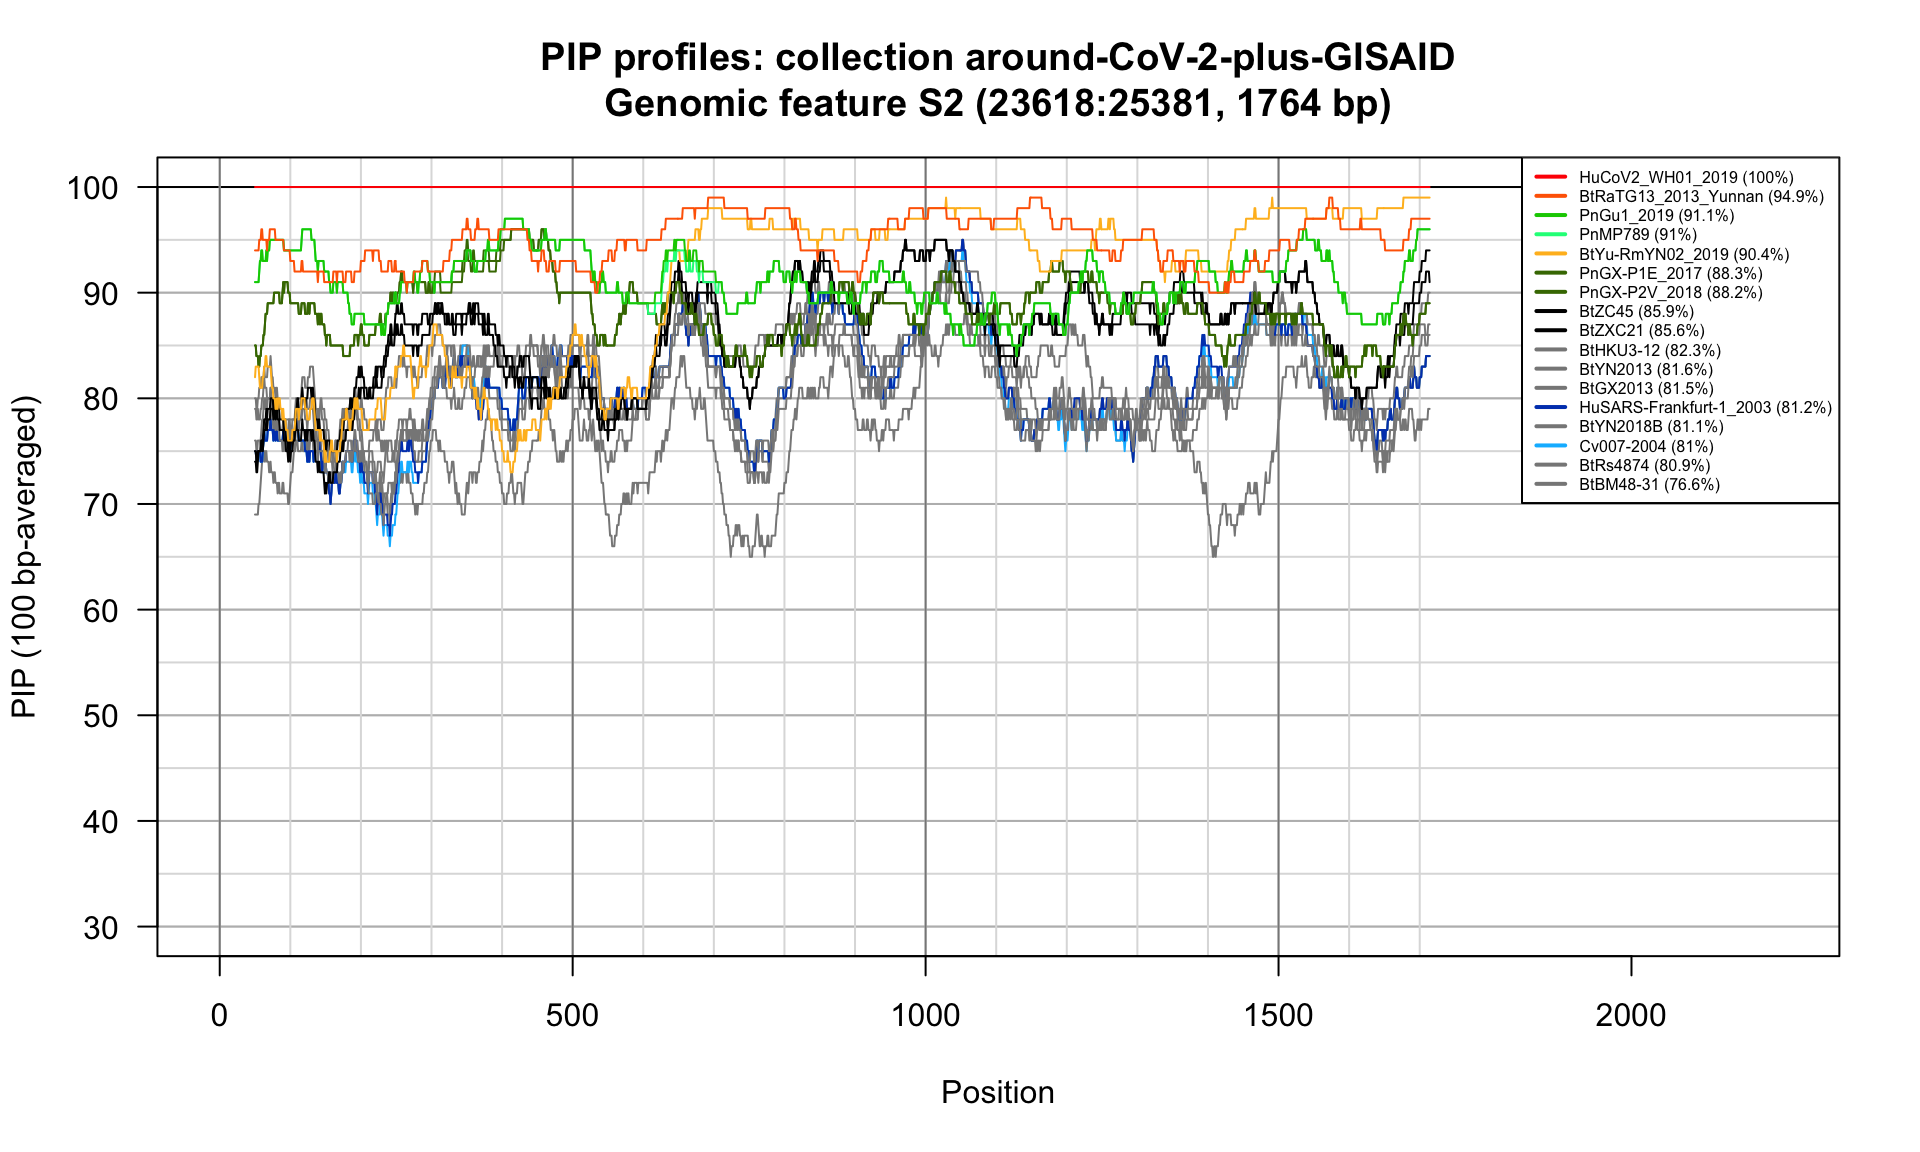 PIP profiles: collection around-CoV-2-plus-GISAID
Genomic feature S2 (23618:25381, 1764 bp)
HuCoV2_WH01_2019 (100%)
BtRaTG13_2013_Yunnan (94.9%)
PnGu1_2019 (91.1%)
PnMP789 (91%)
BtYu-RmYN02_2019 (90.4%)
PnGX-P1E_2017 (88.3%)
PnGX-P2V_2018 (88.2%)
BtZC45 (85.9%)
BtZXC21 (85.6%)
BtHKU3-12 (82.3%)
BtYN2013 (81.6%)
BtGX2013 (81.5%)
HuSARS-Frankfurt-1_2003 (81.2%)
BtYN2018B (81.1%)
Cv007-2004 (81%)
BtRs4874 (80.9%)
BtBM48-31 (76.6%)
PIP (100 bp-averaged)
100
90
80
70
60
50
40
30
0
500
1000
1500
2000
Position